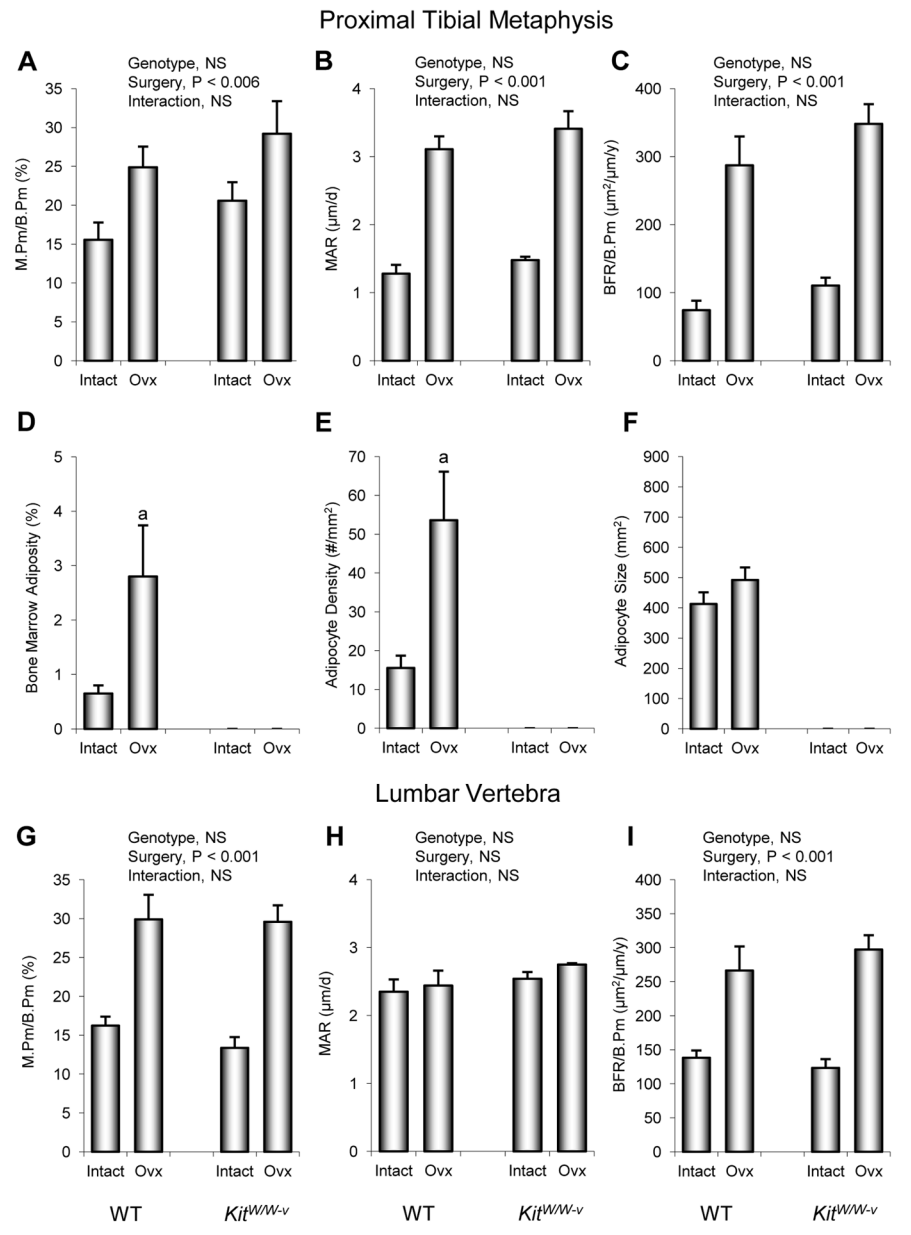 Proximal Tibial Metaphysis
A
Genotype, NS
Surgery, P < 0.006
Interaction, NS
M.Pm/B.Pm (%)
35
30
25
20
15
10
5
0
Intact Ovx Intact Ovx
B
Genotype, NS
Surgery, P < 0.001
Interaction, NS
MAR (µm/d)
4
3
2
1
0
Intact Ovx Intact Ovx
C
Genotype, NS
Surgery, P < 0.001
Interaction, NS
BFR/B.Pm (µm²/µm/y)
400
300
200
100
0
Intact Ovx Intact Ovx
D
Bone Marrow Adiposity (%)
5
4
3
2
1
0
a
Intact Ovx Intact Ovx
E
Adipocyte Density (#/mm²)
70
60
50
40
30
20
10
0
a
Intact Ovx Intact Ovx
F
Adipocyte Size (mm²)
900
800
700
600
500
400
300
200
100
0
Intact Ovx Intact Ovx
Lumbar Vertebra
G
Genotype, NS
Surgery, P < 0.001
Interaction, NS
M.Pm/B.Pm (%)
35
30
25
20
15
10
5
0
Intact Ovx Intact Ovx
H
Genotype, NS
Surgery, NS
Interaction, NS
MAR (µm/d)
4
3
2
1
0
Intact Ovx Intact Ovx
I
Genotype, NS
Surgery, P < 0.001
Interaction, NS
BFR/B.Pm (µm²/µm/y)
400
350
300
250
200
150
100
50
0
Intact Ovx Intact Ovx
WT Kit^W/W-v WT Kit^W/W-v WT Kit^W/W-v